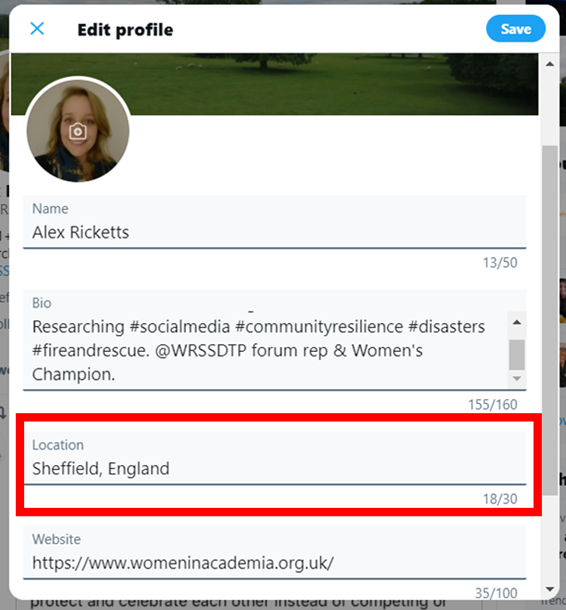 Edit profile
Save
Name
Alex Ricketts
13/50
Bio
Researching #socialmedia #communityresilience #disasters
#fireandrescue. @WRSSDTP forum rep & Women's
Champion.
155/160
Location
Sheffield, England
18/30
Website
https://www.womeninacademia.org.uk/
35/100
protect and celebrate each other instead of competing or